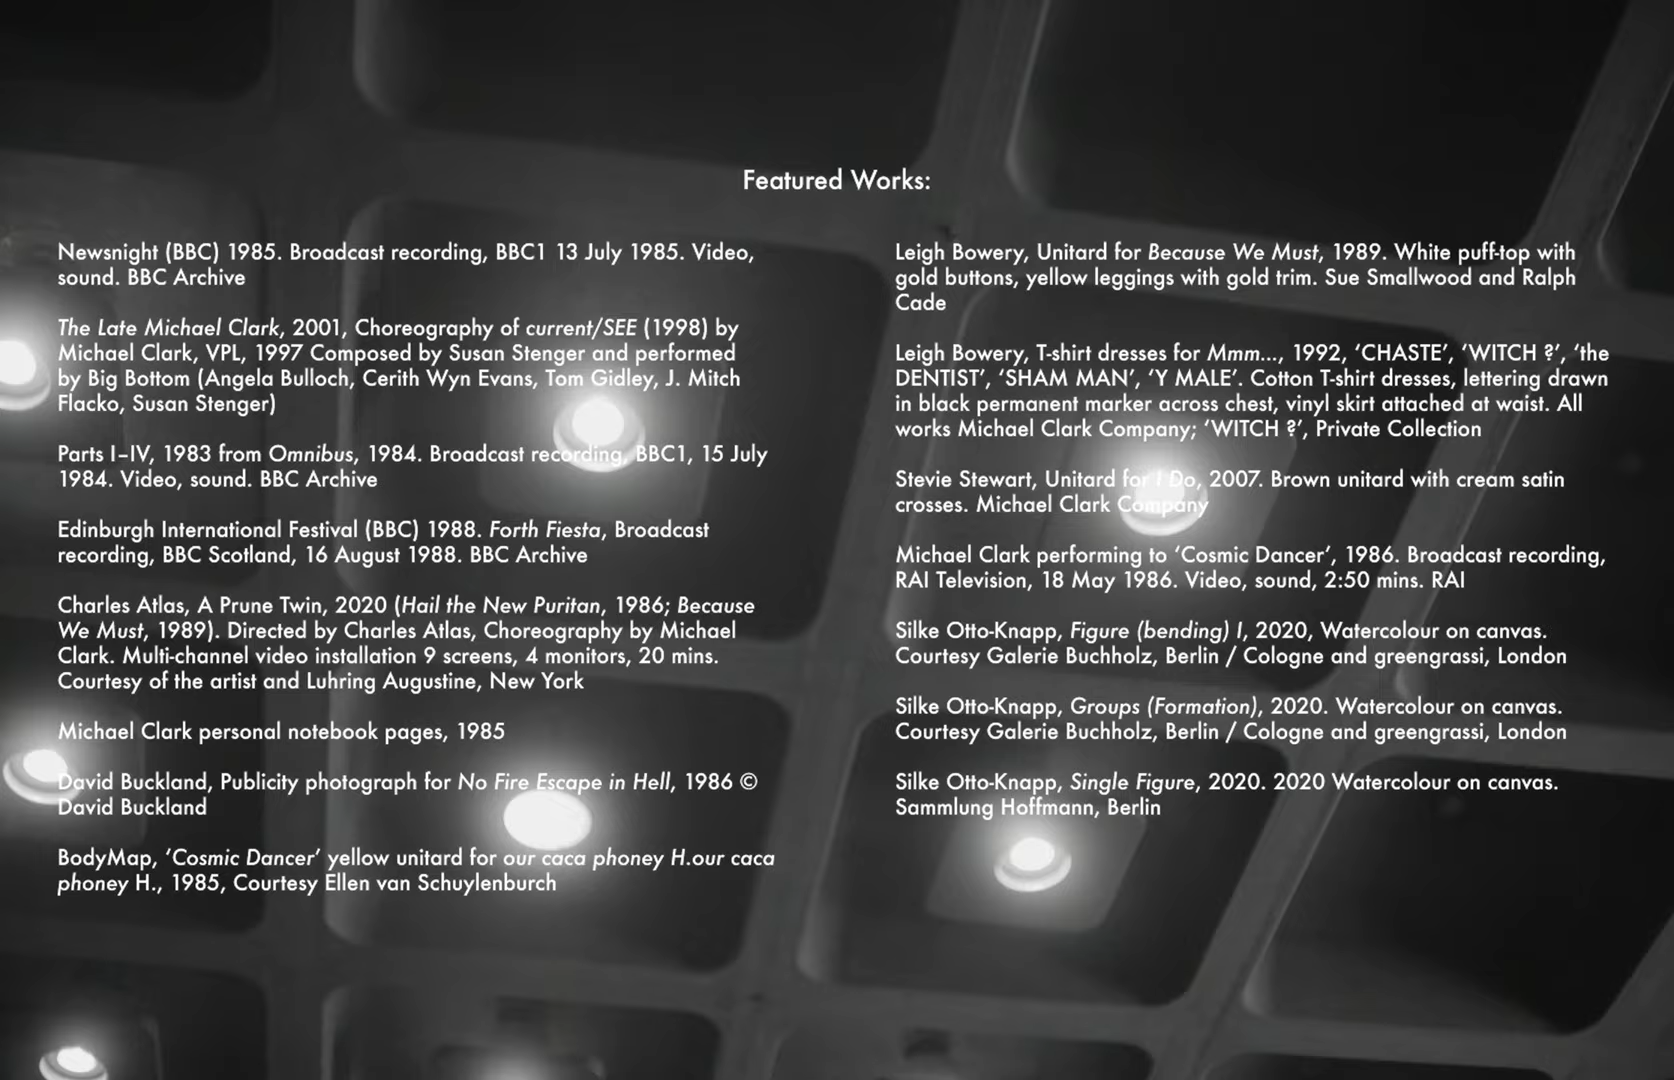 Featured Works:
Newsnight (BBC) 1985. Broadcast recording, BBC1 13 July 1985. Video,
sound. BBC Archive
The Late Michael Clark, 2001, Choreography of current/SEE (1998) by
Michael Clark, VPL, 1997 Composed by Susan Stenger and performed
by Big Bottom (Angela Bulloch, Cerith Wyn Evans, Tom Gidley, J. Mitch
Flacko, Susan Stenger)
Parts I–IV, 1983 from Omnibus, 1984. Broadcast recording, BBC1, 15 July
1984. Video, sound. BBC Archive
Edinburgh International Festival (BBC) 1988. Forth Fiesta, Broadcast
recording, BBC Scotland, 16 August 1988. BBC Archive
Charles Atlas, A Prune Twin, 2020 (Hail the New Puritan, 1986; Because
We Must, 1989). Directed by Charles Atlas, Choreography by Michael
Clark. Multi-channel video installation 9 screens, 4 monitors, 20 mins.
Courtesy of the artist and Luhring Augustine, New York
Michael Clark personal notebook pages, 1985
David Buckland, Publicity photograph for No Fire Escape in Hell, 1986 ©
David Buckland
BodyMap, ‘Cosmic Dancer’ yellow unitard for our caca phoney H.our caca
phoney H., 1985, Courtesy Ellen van Schuylenburch
Leigh Bowery, Unitard for Because We Must, 1989. White puff-top with
gold buttons, yellow leggings with gold trim. Sue Smallwood and Ralph
Cade
Leigh Bowery, T-shirt dresses for Mmm..., 1992, ‘CHASTE’, ‘WITCH ?’, ‘the
DENTIST’, ‘SHAM MAN’, ‘Y MALE’. Cotton T-shirt dresses, lettering drawn
in black permanent marker across chest, vinyl skirt attached at waist. All
works Michael Clark Company; ‘WITCH ?’, Private Collection
Stevie Stewart, Unitard for I Do, 2007. Brown unitard with cream satin
crosses. Michael Clark Company
Michael Clark performing to ‘Cosmic Dancer’, 1986. Broadcast recording,
RAI Television, 18 May 1986. Video, sound, 2:50 mins. RAI
Silke Otto-Knapp, Figure (bending) I, 2020, Watercolour on canvas.
Courtesy Galerie Buchholz, Berlin / Cologne and greengrassi, London
Silke Otto-Knapp, Groups (Formation), 2020. Watercolour on canvas.
Courtesy Galerie Buchholz, Berlin / Cologne and greengrassi, London
Silke Otto-Knapp, Single Figure, 2020. 2020 Watercolour on canvas.
Sammlung Hoffmann, Berlin